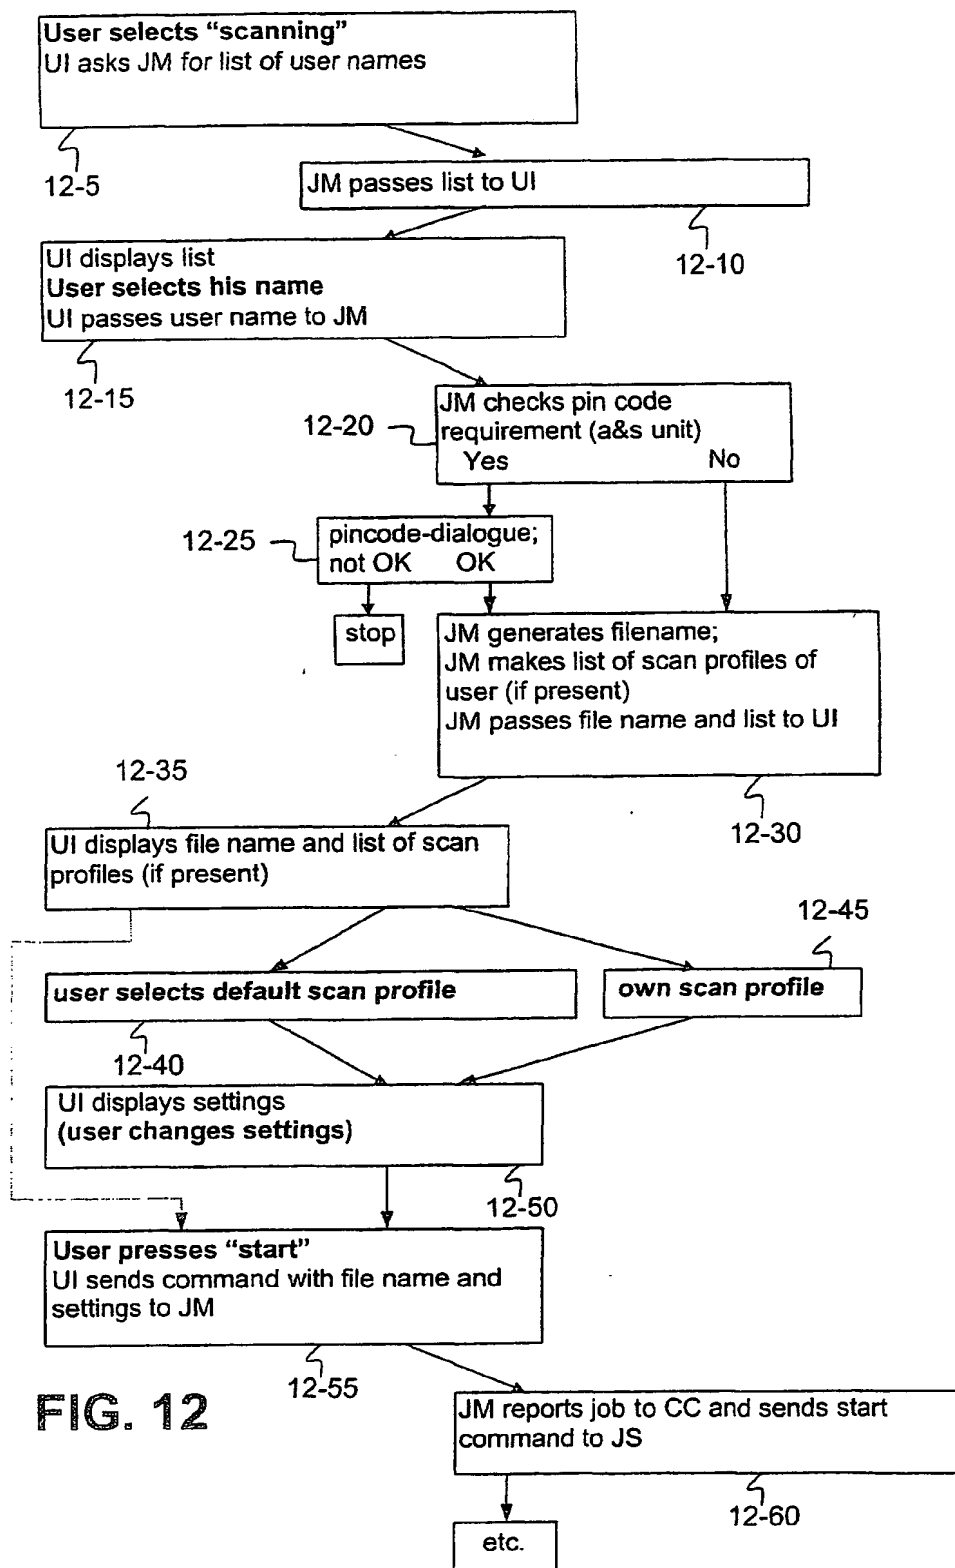 User selects “scanning”
UI asks JM for list of user names
12-5
JM passes list to UI
12-10
UI displays list
User selects his name
UI passes user name to JM
12-15
JM checks pin code
requirement (a&s unit)
Yes No
12-20
pincode-dialogue;
not OK OK
12-25
stop
JM generates filename;
JM makes list of scan profiles of
user (if present)
JM passes file name and list to UI
12-30
12-35
UI displays file name and list of scan
profiles (if present)
12-45
user selects default scan profile
own scan profile
12-40
UI displays settings
(user changes settings)
12-50
User presses “start”
UI sends command with file name and
settings to JM
12-55
FIG. 12
JM reports job to CC and sends start
command to JS
12-60
etc.